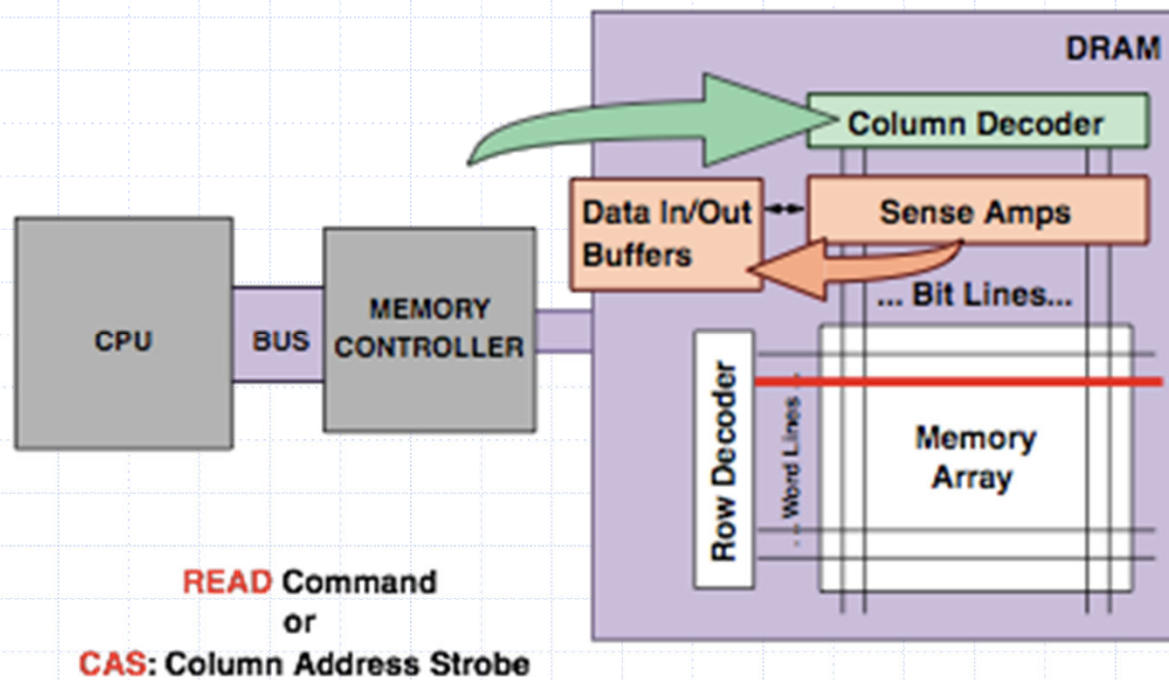 DRAM
Column Decoder
Data In/Out
Buffers
Sense Amps
... Bit Lines...
CPU
BUS
MEMORY
CONTROLLER
Row Decoder
... Word Lines ...
Memory
Array
READ Command
or
CAS: Column Address Strobe